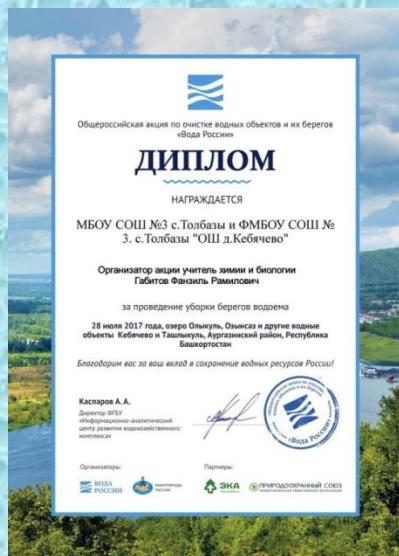 Общероссийская акция по очистке водных объектов и их берегов
«Вода России»
ДИПЛОМ
НАГРАЖДАЕТСЯ
МБОУ СОШ №3 с.Толбазы и ФМБОУ СОШ №
3. с.Толбазы "ОШ д.Кебячево"
Организатор акции учитель химии и биологии
Габитов Фанзиль Рамилович
за проведение уборки берегов водоема
28 июля 2017 года, озеро Олыкуль, Озынсаз и другие водные
объекты Кебячево и Ташлыкуль, Аургазинский район, Республика
Башкортостан
Благодарим вас за ваш вклад в сохранение водных ресурсов России!
Каспаров А. А.
Директор ФГБУ
«Информационно-аналитический
центр развития водохозяйственного
комплекса»
«Вода России»
Организаторы:
Партнеры:
ВОДА
РОССИИ
МИНПРИРОДЫ
РОССИИ
ЭКА
ПРИРОДООХРАННЫЙ СОЮЗ